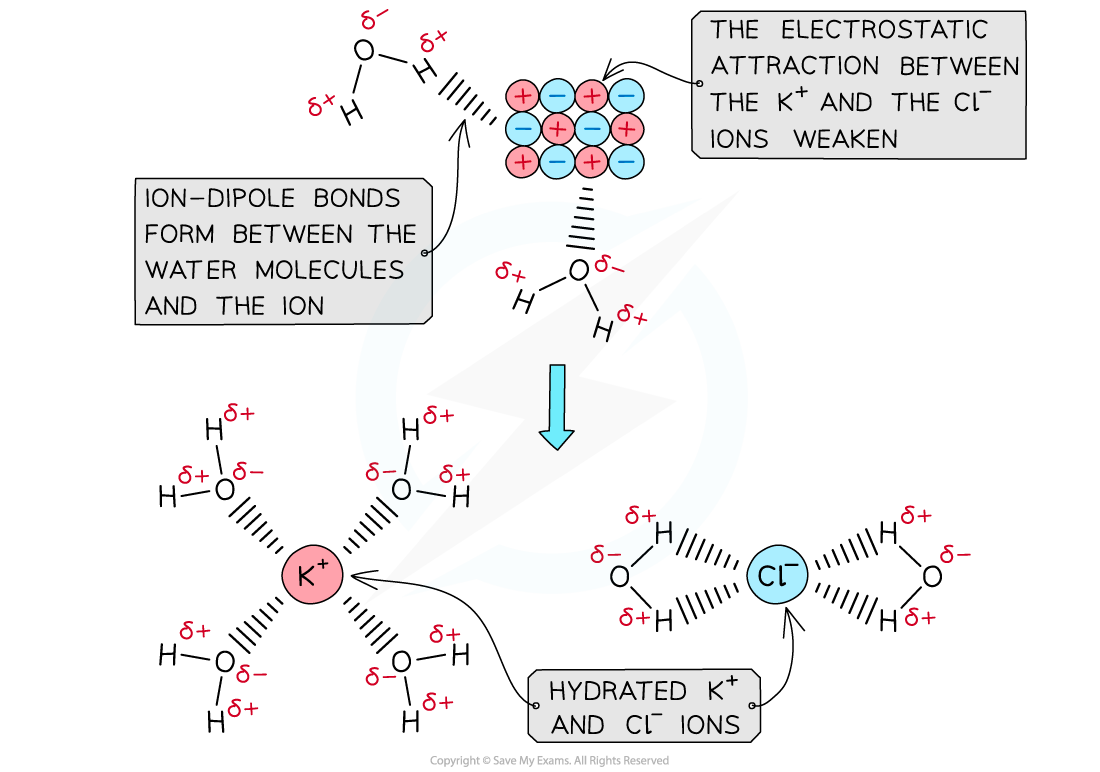 δ−
O
δ+
H
δ+
H
THE ELECTROSTATIC
ATTRACTION BETWEEN
THE K⁺ AND THE Cl⁻
IONS WEAKEN
+ − + −
− + − +
+ − + −
ION-DIPOLE BONDS
FORM BETWEEN THE
WATER MOLECULES
AND THE ION
δ+ O δ−
H
H δ+
H δ+
δ+ δ−
H O
H δ+
δ− δ+
O H
K⁺
δ+
H O
δ−
H δ+
δ+
O H
δ−
H δ+
δ+ H
δ−
O
δ+ H
Cl⁻
H δ+
δ−
O
H δ+
HYDRATED K⁺
AND Cl⁻ IONS
Copyright © Save My Exams. All Rights Reserved